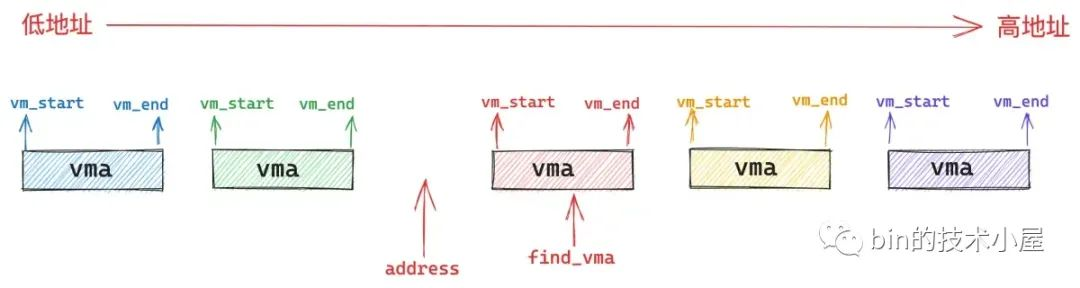 低地址
高地址
vm_start
vm_end
vm_start
vm_end
vm_start
vm_end
vm_start
vm_end
vm_start
vm_end
vma
vma
vma
vma
vma
address
find_vma
bin的技术小屋